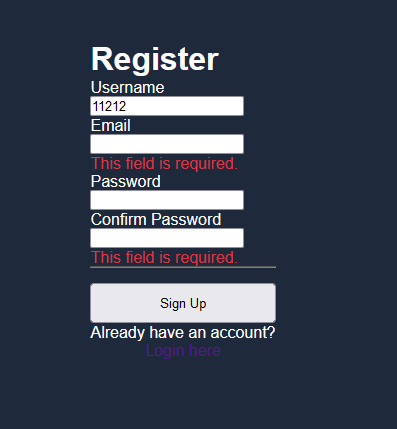 Register
Username
11212
Email
This field is required.
Password
Confirm Password
This field is required.
Sign Up
Already have an account?
Login here